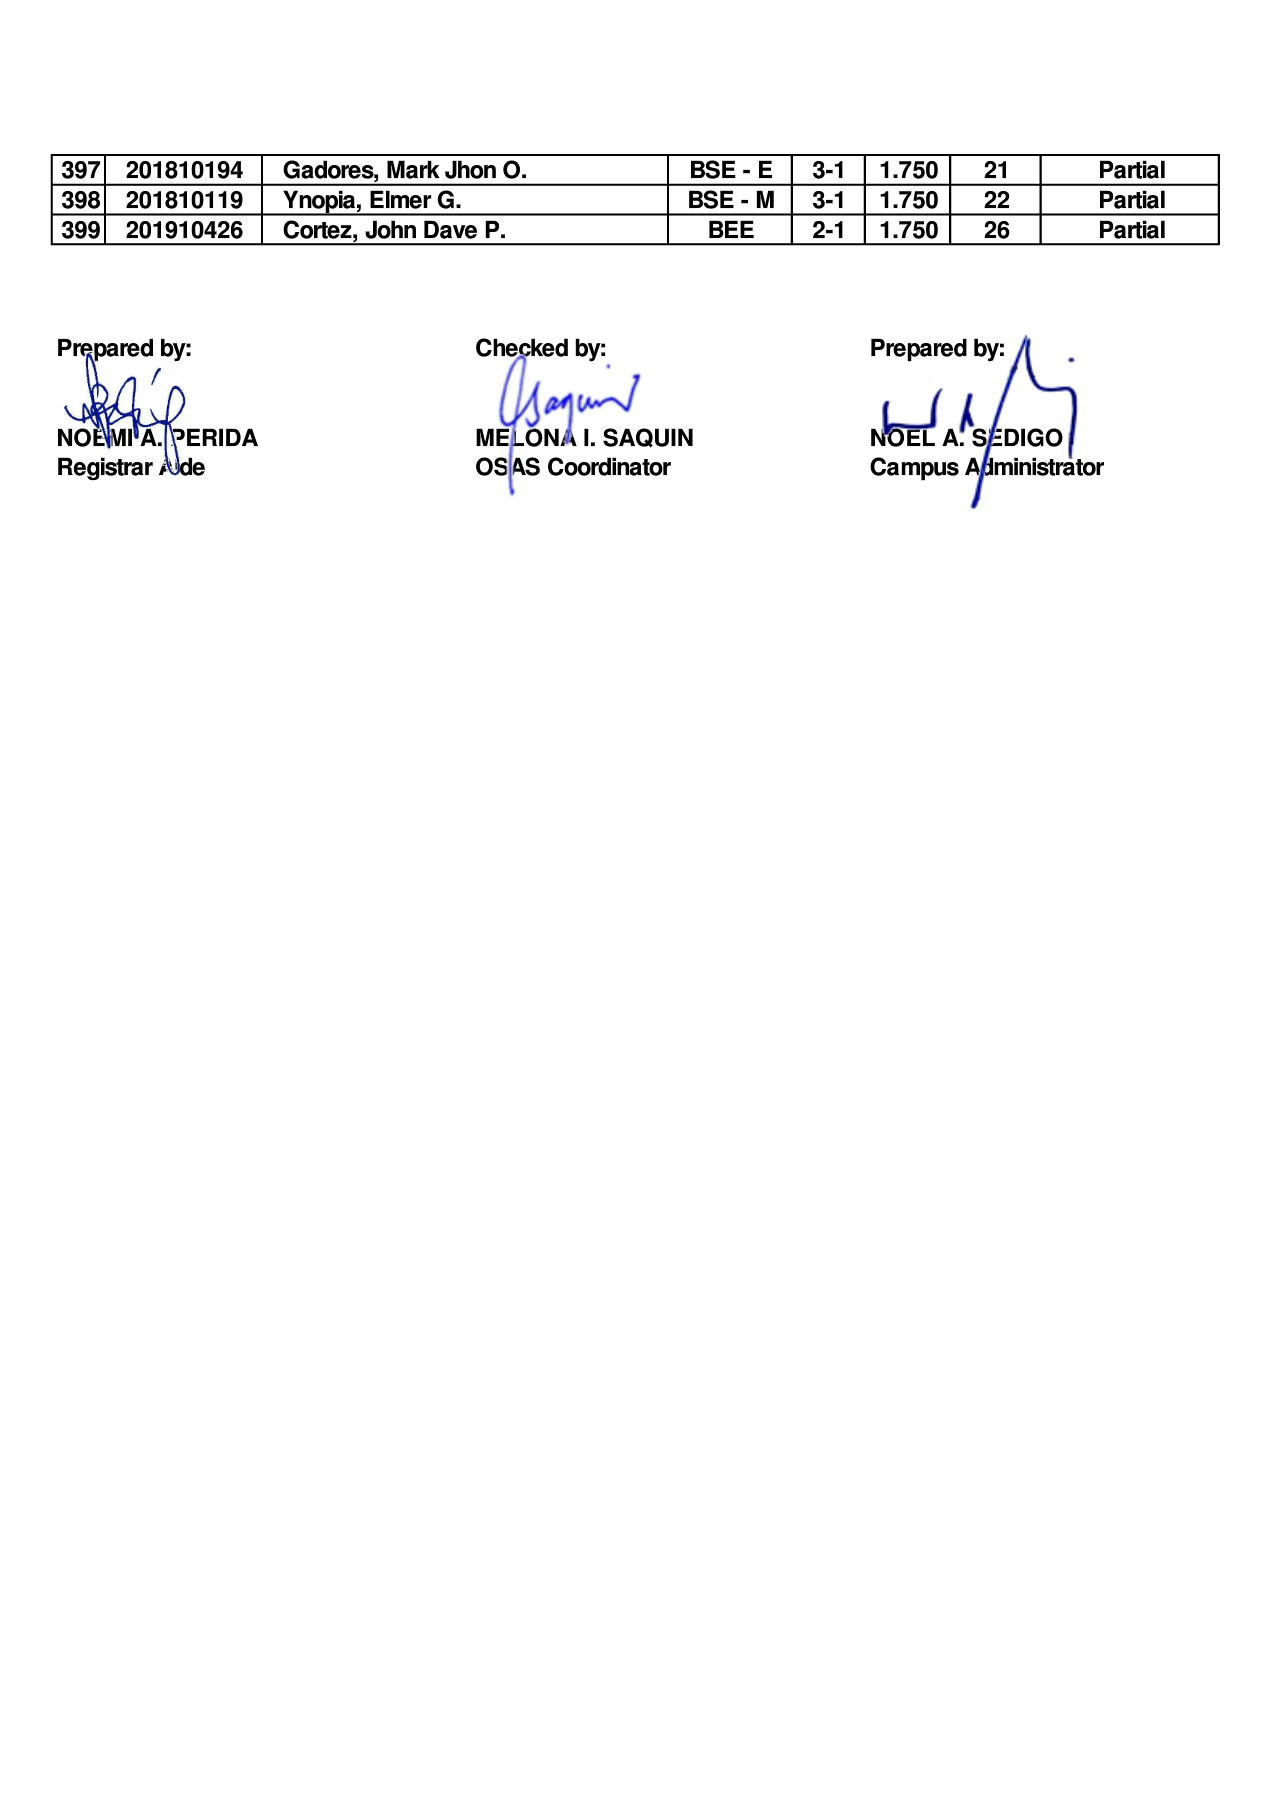 397 201810194 Gadores, Mark Jhon O. BSE - E 3-1 1.750 21 Partial
398 201810119 Ynopia, Elmer G. BSE - M 3-1 1.750 22 Partial
399 201910426 Cortez, John Dave P. BEE 2-1 1.750 26 Partial
Prepared by: Checked by: Prepared by:
NOEMI A. PERIDA MELONA I. SAQUIN NOEL A. SEDIGO
Registrar Aide OSAS Coordinator Campus Administrator